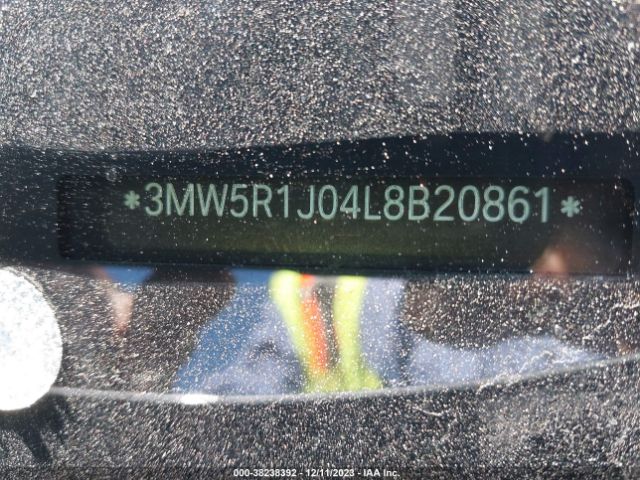 *3MW5R1J04L8B20861*
000-38238392 - 12/11/2023 - IAA Inc.